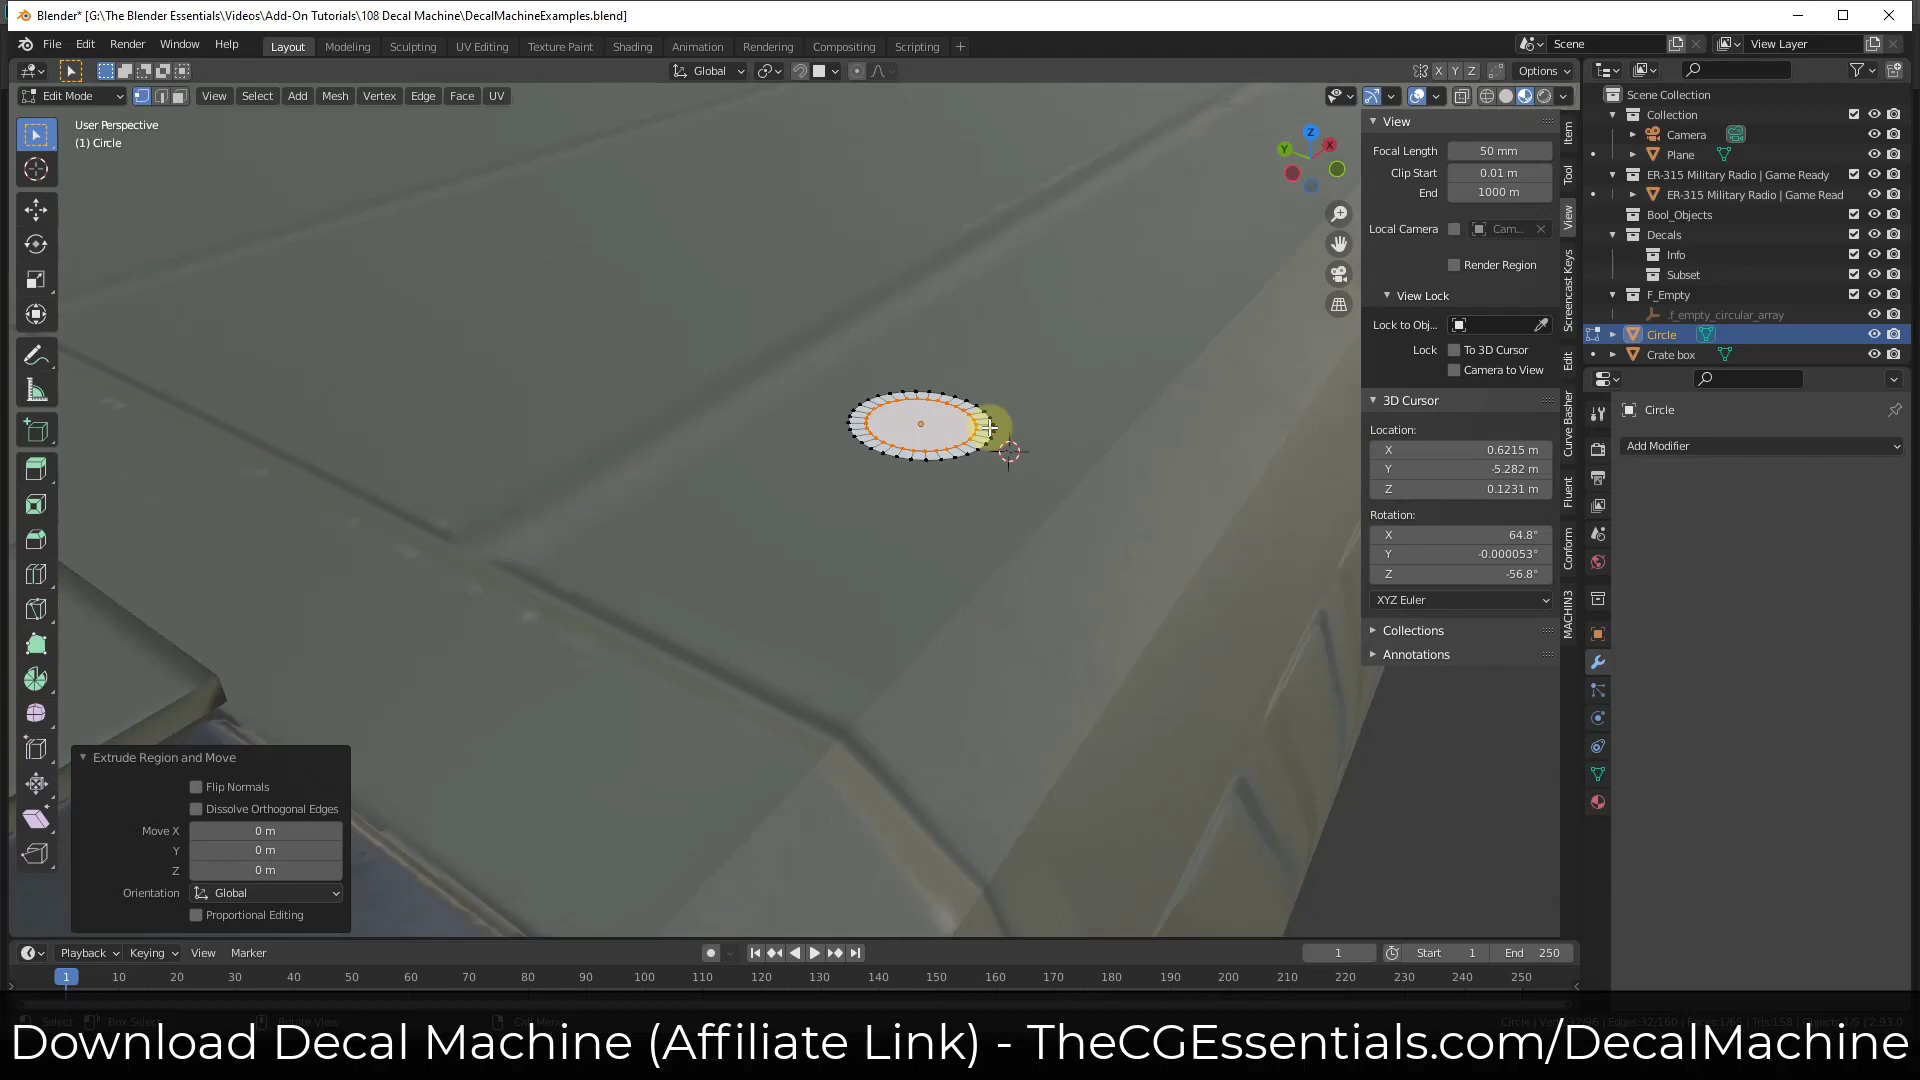 Blender* [G:\The Blender Essentials\Videos\Add-On Tutorials\108 Decal Machine\DecalMachineExamples.blend]
File Edit Render Window Help Layout Modeling Sculpting UV Editing Texture Paint Shading Animation Rendering Compositing Scripting + Scene View Layer
Global X Y Z Options
Edit Mode View Select Add Mesh Vertex Edge Face UV
User Perspective
(1) Circle
Z
Y
X
View
Focal Length 50 mm
Clip Start 0.01 m
End 1000 m
Local Camera Cam...
Render Region
View Lock
Lock to Obj...
Lock To 3D Cursor
Camera to View
3D Cursor
Location:
X 0.6215 m
Y -5.282 m
Z 0.1231 m
Rotation:
X 64.8°
Y -0.000053°
Z -56.8°
XYZ Euler
Collections
Annotations
Item
Tool
View
Screencast Keys
Edit
Curve Basher
Fluent
Conform
MACHIN3
Scene Collection
Collection
Camera
Plane
ER-315 Military Radio | Game Ready
ER-315 Military Radio | Game Read
Bool_Objects
Decals
Info
Subset
F_Empty
.f_empty_circular_array
Circle
Crate box
Circle
Add Modifier
Extrude Region and Move
Flip Normals
Dissolve Orthogonal Edges
Move X 0 m
Y 0 m
Z 0 m
Orientation Global
Proportional Editing
Playback Keying View Marker 1 Start 1 End 250
1 10 20 30 40 50 60 70 80 90 100 110 120 130 140 150 160 170 180 190 200 210 220 230 240 250
Select Box Select Rotate View Call Menu
Download Decal Machine (Affiliate Link) - TheCGEssentials.com/DecalMachine